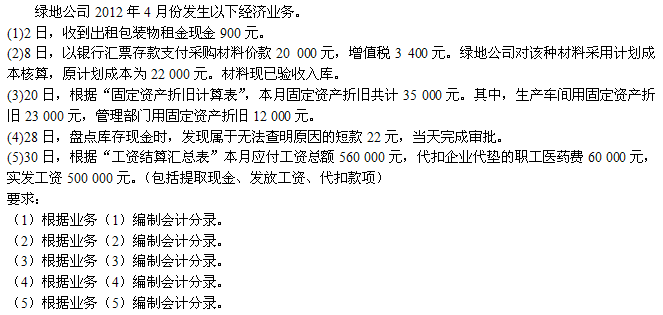 绿地公司 2012 年 4 月份发生以下经济业务。
(1)2 日，收到出租包装物租金现金 900 元。
(2)8 日，以银行汇票存款支付采购材料价款 20 000 元，增值税 3 400 元。绿地公司对该种材料采用计划成
本核算，原计划成本为 22 000 元。材料现已验收入库。
(3)20 日，根据“固定资产折旧计算表”，本月固定资产折旧共计 35 000 元。其中，生产车间用固定资产折
旧 23 000 元，管理部门用固定资产折旧 12 000 元。
(4)28 日，盘点库存现金时，发现属于无法查明原因的短款 22 元，当天完成审批。
(5)30 日，根据“工资结算汇总表”本月应付工资总额 560 000 元，代扣企业代垫的职工医药费 60 000 元，
实发工资 500 000 元。（包括提取现金、发放工资、代扣款项）
要求：
（1）根据业务（1）编制会计分录。
（2）根据业务（2）编制会计分录。
（3）根据业务（3）编制会计分录。
（4）根据业务（4）编制会计分录。
（5）根据业务（5）编制会计分录。